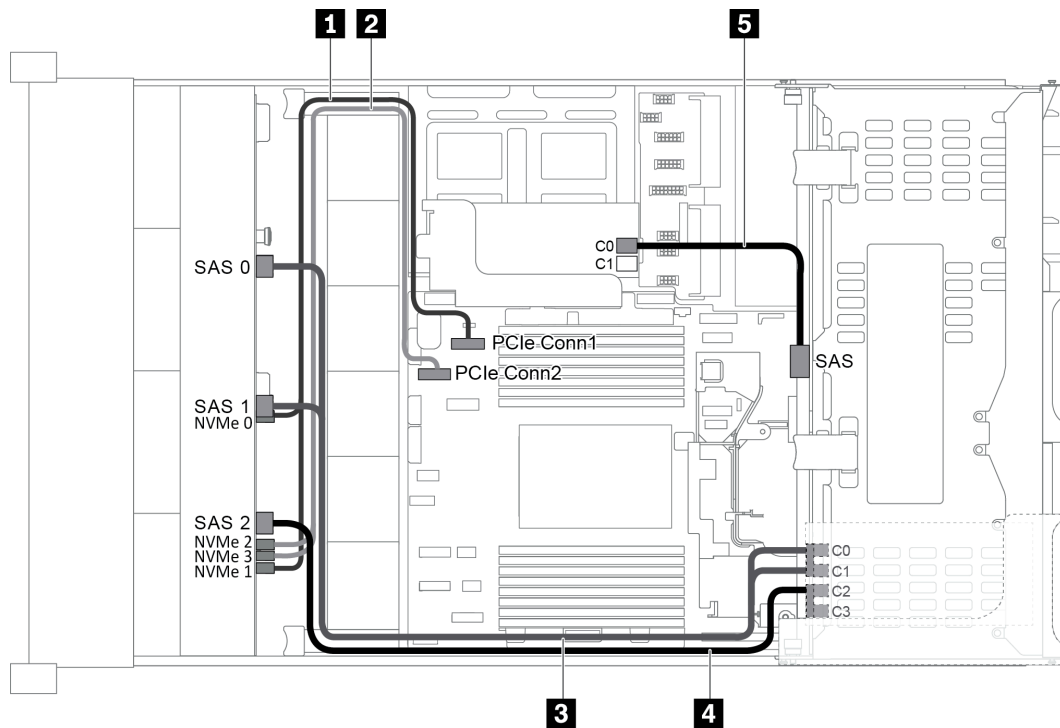 1 2 5
C0
C1
SAS 0
PCIe Conn1
SAS
PCIe Conn2
SAS 1
NVMe 0
SAS 2
NVMe 2
NVMe 3
NVMe 1
C0
C1
C2
C3
3 4